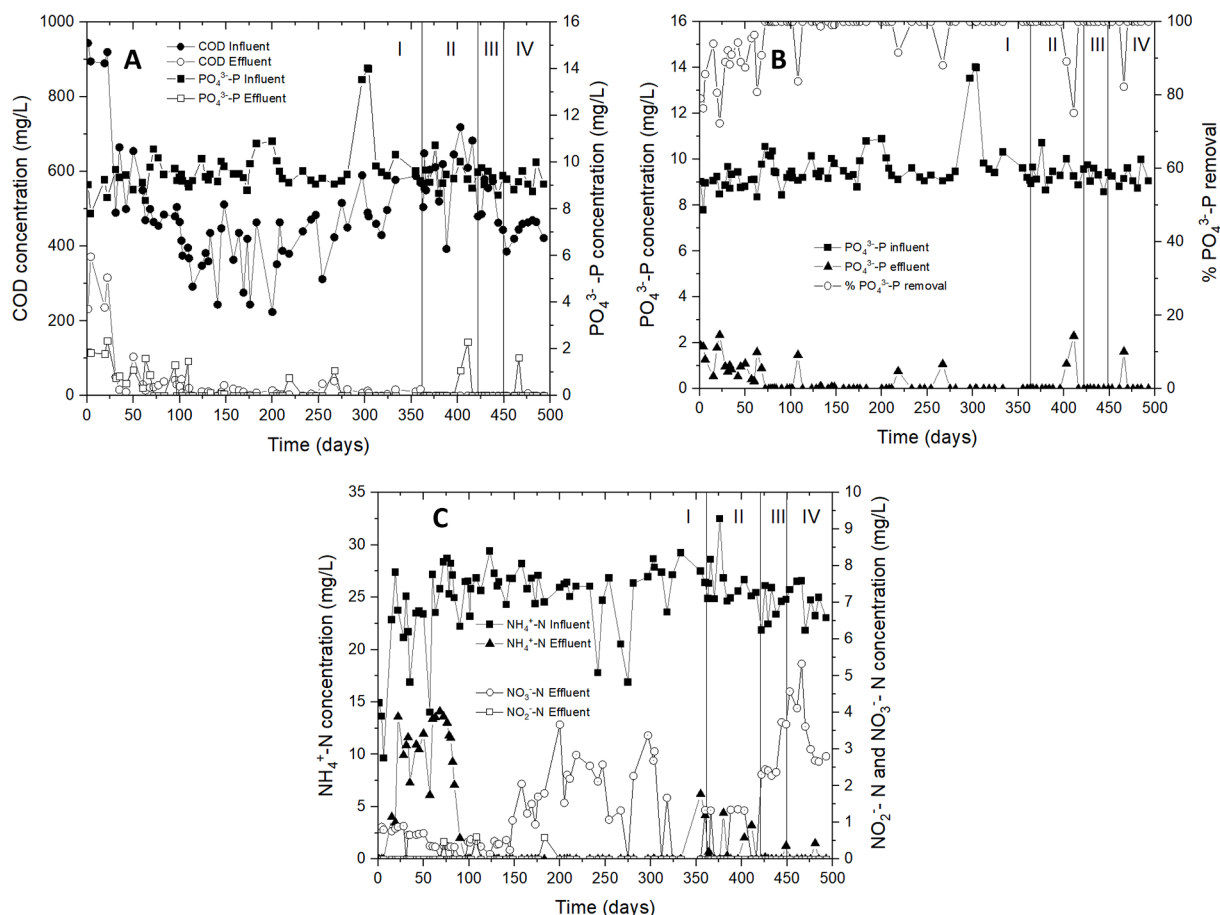 A
COD concentration (mg/L)
1000
800
600
400
200
0
COD Influent
COD Effluent
PO₄³⁻-P Influent
PO₄³⁻-P Effluent
I II III IV
16
14
12
10
8
6
4
2
0
PO₄³⁻ -P concentration (mg/L)
0 50 100 150 200 250 300 350 400 450 500
Time (days)
B
PO₄³⁻-P concentration (mg/L)
16
14
12
10
8
6
4
2
0
I II III IV
PO₄³⁻-P influent
PO₄³⁻-P effluent
% PO₄³⁻-P removal
100
80
60
40
20
0
% PO₄³⁻-P removal
0 50 100 150 200 250 300 350 400 450 500
Time (days)
C
NH₄⁺-N concentration (mg/L)
35
30
25
20
15
10
5
0
I II III IV
NH₄⁺-N Influent
NH₄⁺-N Effluent
NO₃⁻-N Effluent
NO₂⁻-N Effluent
10
9
8
7
6
5
4
3
2
1
0
NO₂⁻- N and NO₃⁻- N concentration (mg/L)
0 50 100 150 200 250 300 350 400 450 500
Time (days)